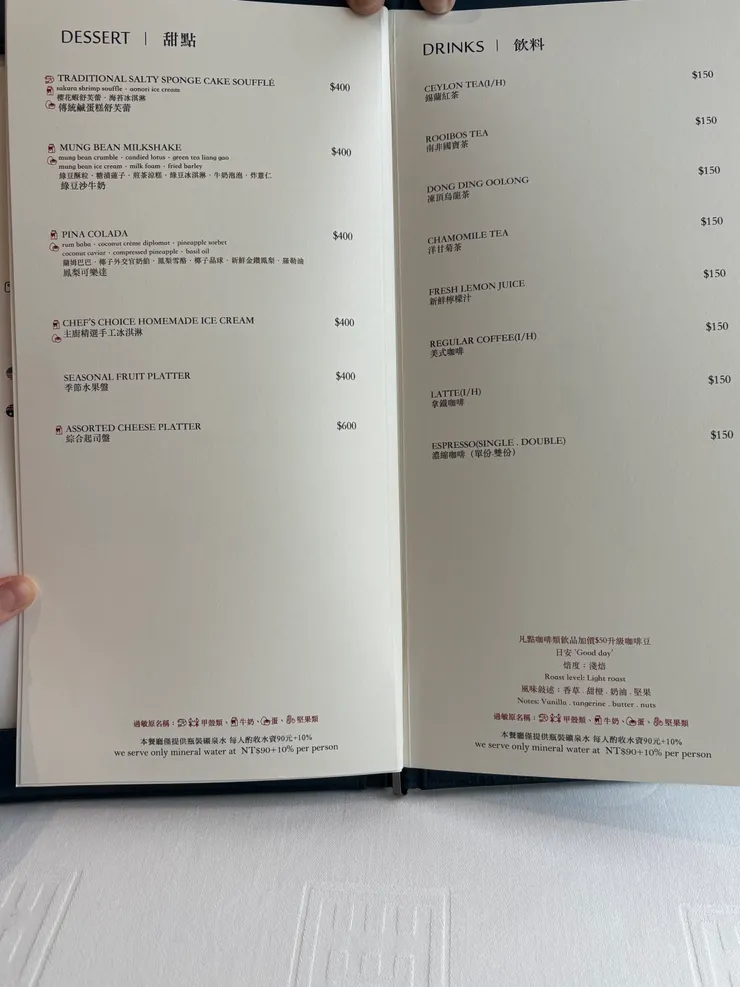 DESSERT | 甜點
TRADITIONAL SALTY SPONGE CAKE SOUFFLÉ $400
sakura shrimp souffle · aonori ice cream
櫻花蝦舒芙蕾 · 海苔冰淇淋
傳統鹹蛋糕舒芙蕾
MUNG BEAN MILKSHAKE $400
mung bean crumble · candied lotus · green tea liang gao
mung bean ice cream · milk foam · fried barley
綠豆酥粒 · 糖漬蓮子 · 煎茶涼糕 · 綠豆冰淇淋 · 牛奶泡泡 · 炸薏仁
綠豆沙牛奶
PINA COLADA $400
rum baba · coconut crème diplomat · pineapple sorbet
coconut caviar · compressed pineapple · basil oil
蘭姆巴巴 · 椰子外交官奶餡 · 鳳梨雪酪 · 椰子晶球 · 新鮮金鑽鳳梨 · 羅勒油
鳳梨可樂達
CHEF'S CHOICE HOMEMADE ICE CREAM $400
主廚精選手工冰淇淋
SEASONAL FRUIT PLATTER $400
季節水果盤
ASSORTED CHEESE PLATTER $600
綜合起司盤
過敏原名稱：甲殼類、牛奶、蛋、堅果類
本餐廳僅提供瓶裝礦泉水 每人酌收水資90元+10%
we serve only mineral water at NT$90+10% per person
DRINKS | 飲料
CEYLON TEA(I/H) $150
錫蘭紅茶
ROOIBOS TEA $150
南非國寶茶
DONG DING OOLONG $150
凍頂烏龍茶
CHAMOMILE TEA $150
洋甘菊茶
FRESH LEMON JUICE $150
新鮮檸檬汁
REGULAR COFFEE(I/H) $150
美式咖啡
LATTE(I/H) $150
拿鐵咖啡
ESPRESSO(SINGLE . DOUBLE) $150
濃縮咖啡（單份.雙份）
凡點咖啡類飲品加價$50升級咖啡豆
日安 'Good day'
焙度：淺焙
Roast level: Light roast
風味敍述：香草 . 甜橙 . 奶油 . 堅果
Notes: Vanilla . tangerine . butter . nuts
過敏原名稱：甲殼類、牛奶、蛋、堅果類
本餐廳僅提供瓶裝礦泉水 每人酌收水資90元+10%
we serve only mineral water at NT$90+10% per person